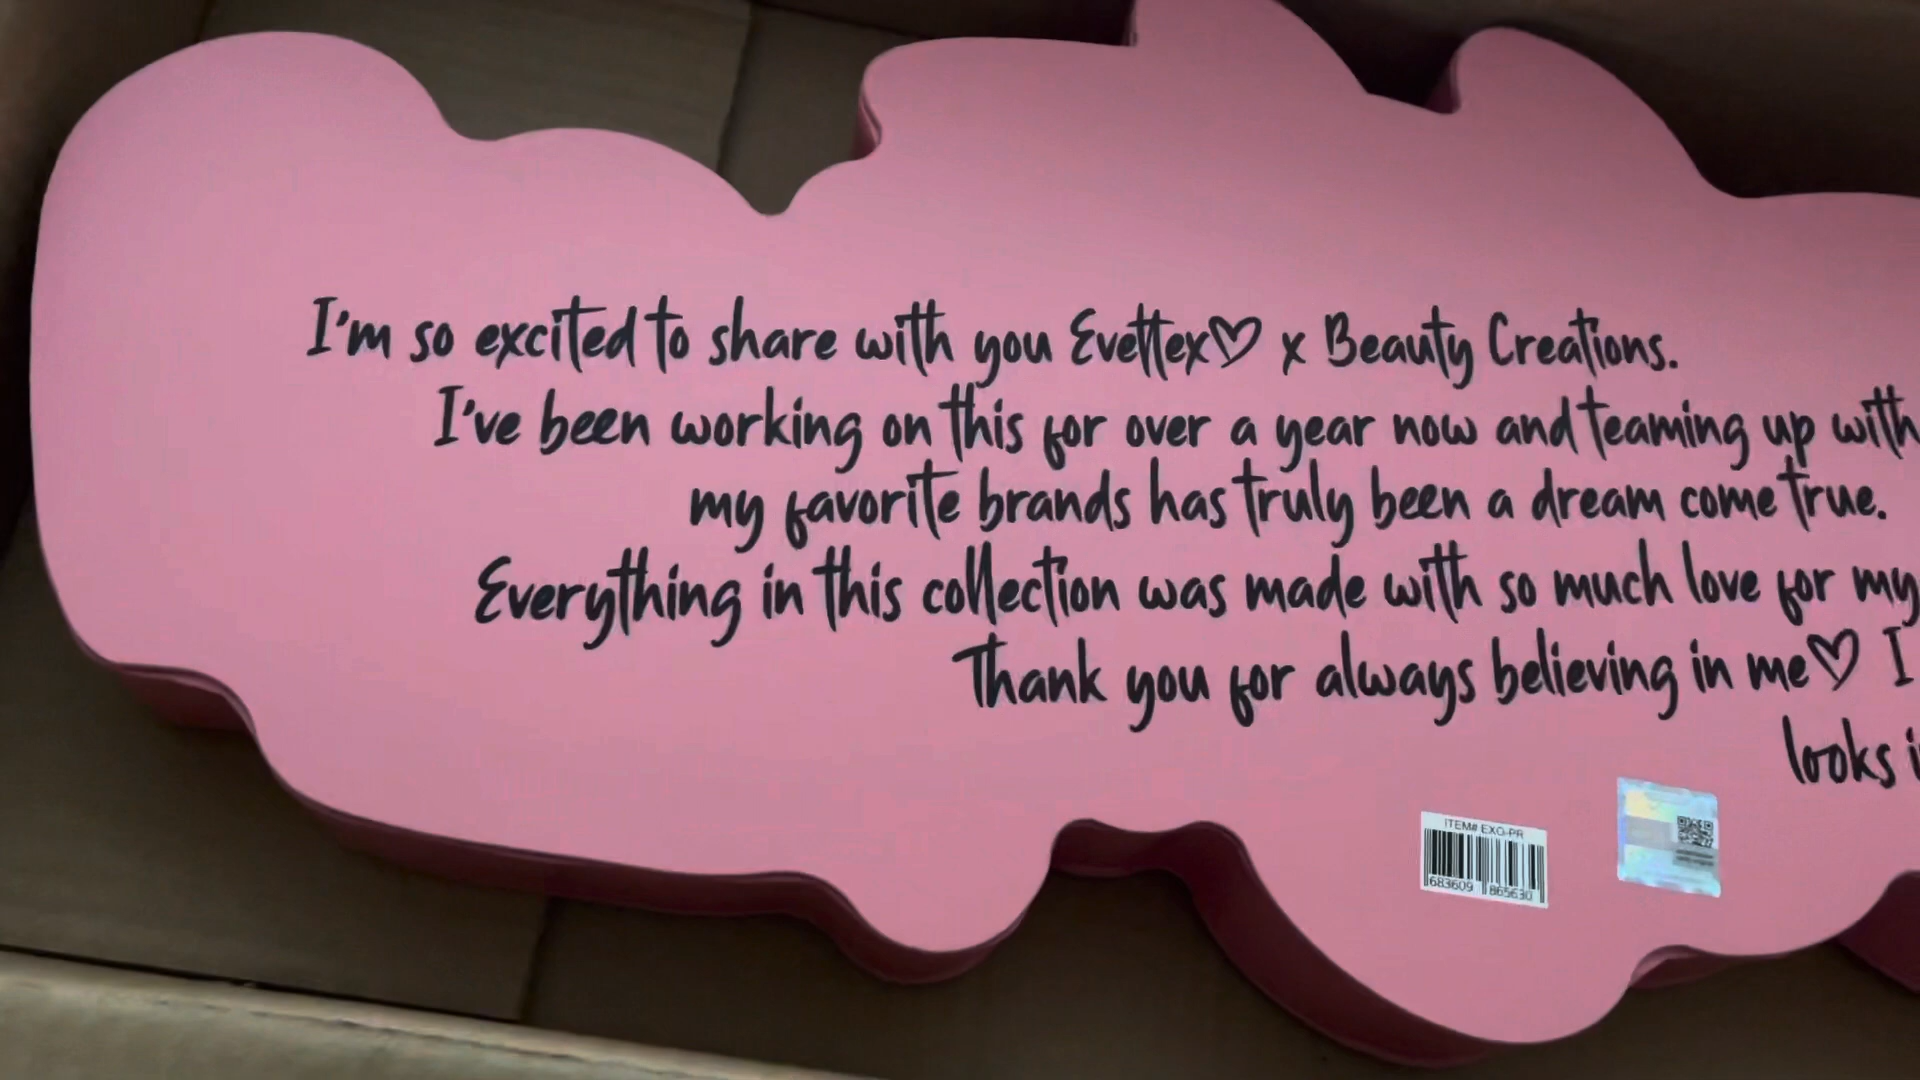 I'm so excited to share with you Evettex♡ x Beauty Creations.
I've been working on this for over a year now and teaming up with
my favorite brands has truly been a dream come true.
Everything in this collection was made with so much love for my
Thank you for always believing in me♡ I
looks
ITEM# EXO-PR
683609 865630